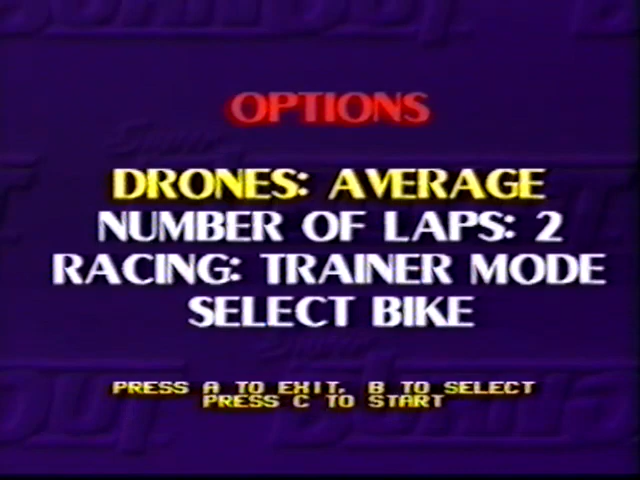 OPTIONS
DRONES: AVERAGE
NUMBER OF LAPS: 2
RACING: TRAINER MODE
SELECT BIKE
PRESS A TO EXIT, B TO SELECT
PRESS C TO START